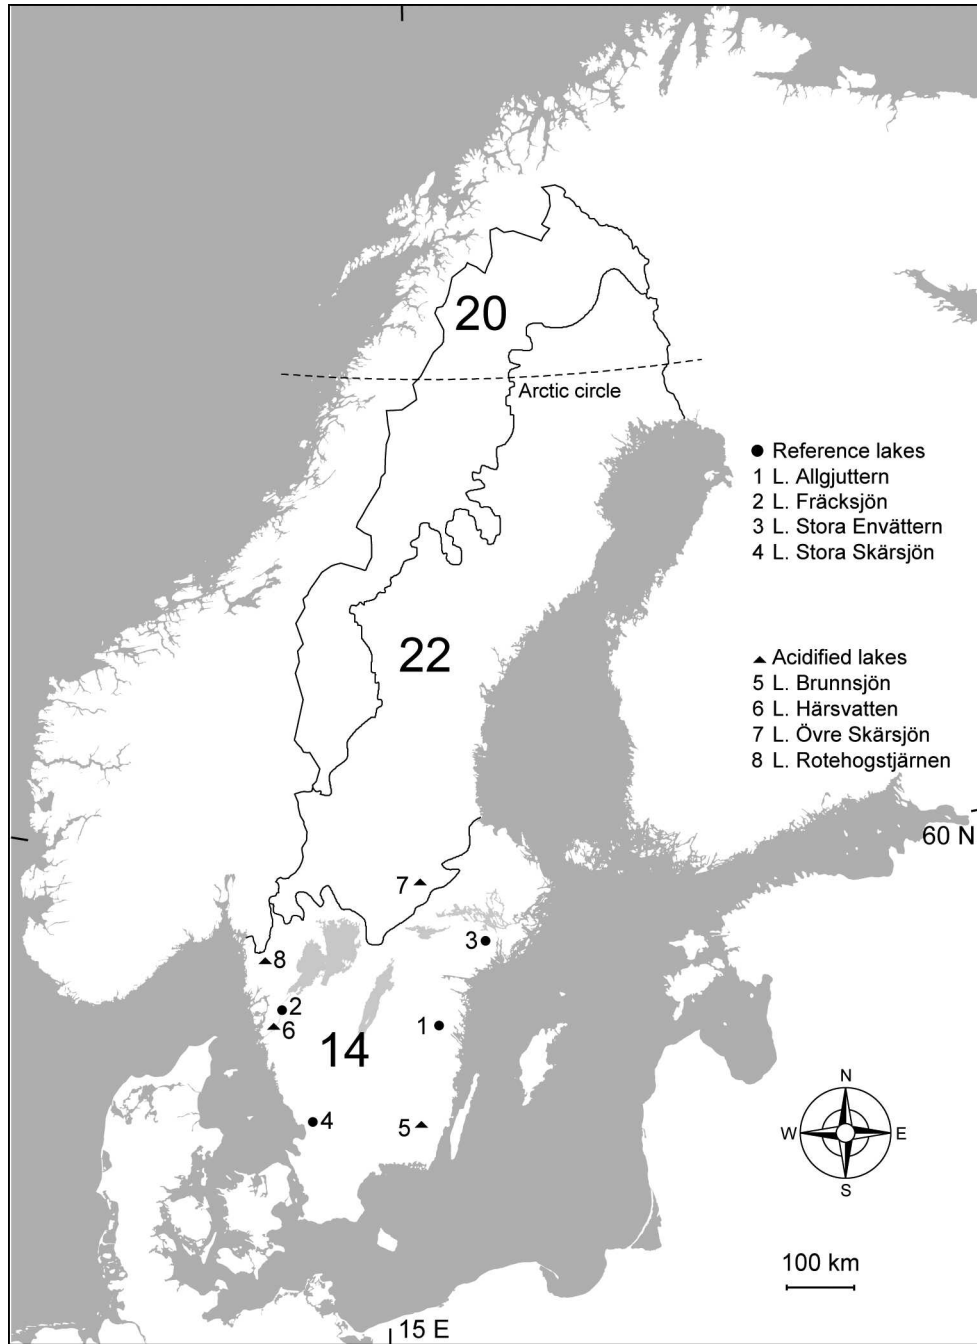 20
Arctic circle
● Reference lakes
1 L. Allgjuttern
2 L. Fräcksjön
3 L. Stora Envättern
4 L. Stora Skärsjön
22
▲ Acidified lakes
5 L. Brunnsjön
6 L. Härsvatten
7 L. Övre Skärsjön
8 L. Rotehogstjärnen
60 N
7
3
8
2
6
14
1
4
5
N
W
E
S
100 km
15 E